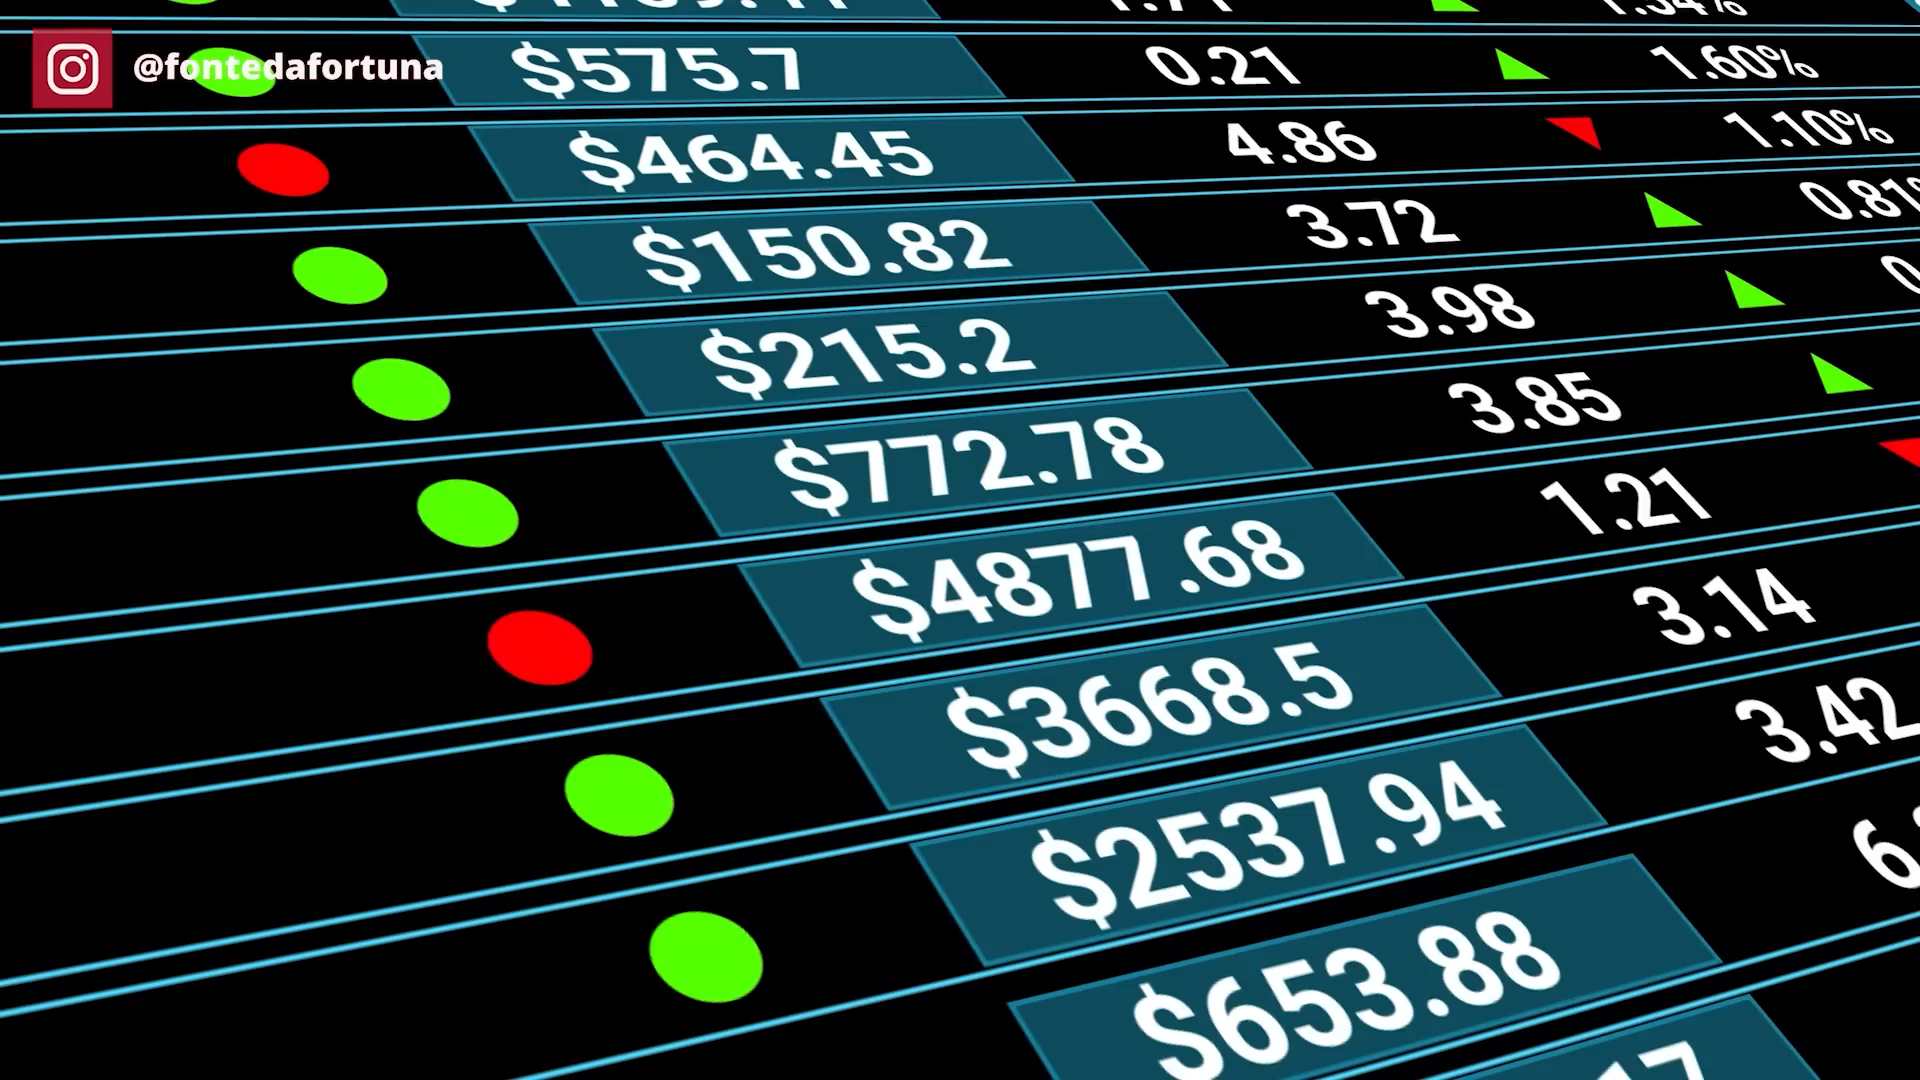 @fontedafortuna
$575.7 0.21 1.60%
$464.45 4.86 1.10%
$150.82 3.72 0.81%
$215.2 3.98
$772.78 3.85
$4877.68 1.21
$3668.5 3.14
$2537.94 3.42
$653.88